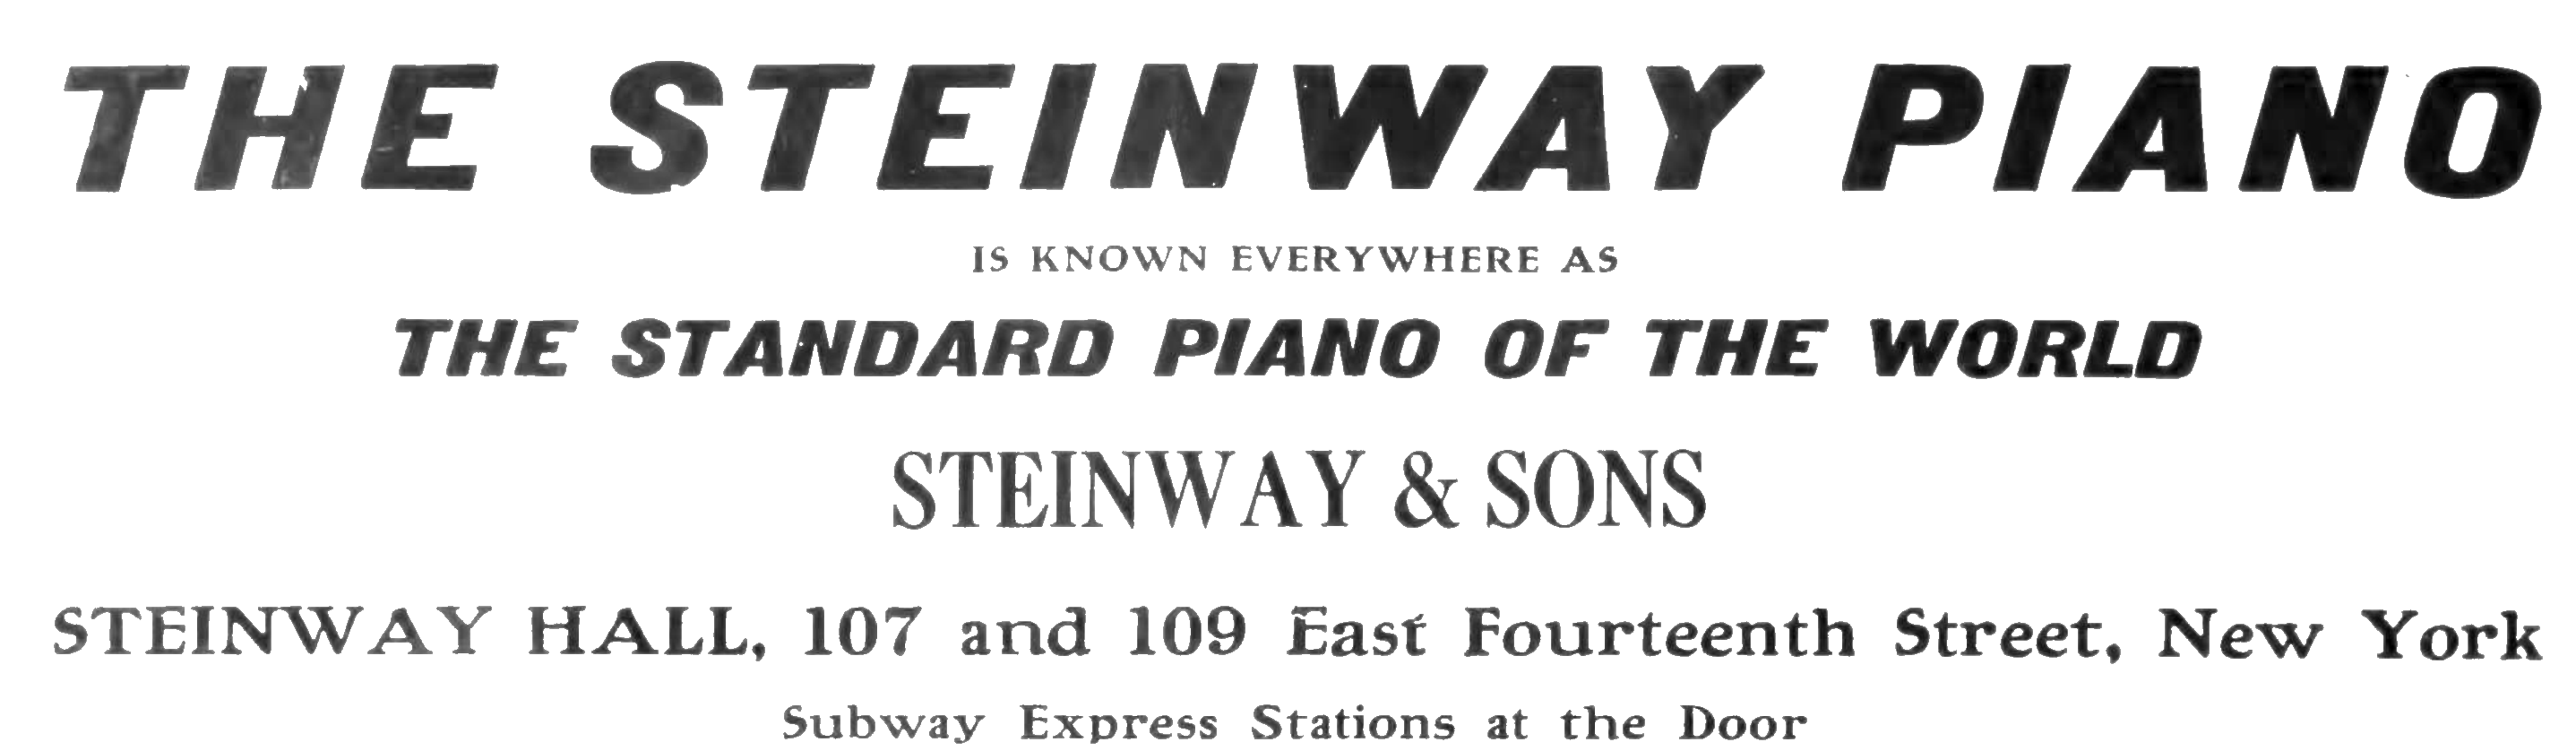 THE STEINWAY PIANO
IS KNOWN EVERYWHERE AS
THE STANDARD PIANO OF THE WORLD
STEINWAY & SONS
STEINWAY HALL, 107 and 109 East Fourteenth Street, New York
Subway Express Stations at the Door